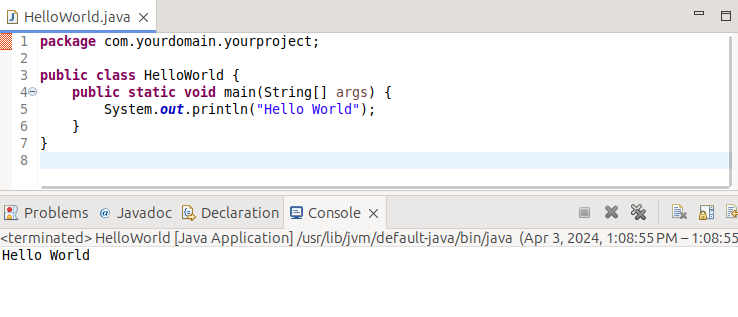 HelloWorld.java
1 package com.yourdomain.yourproject;
2
3 public class HelloWorld {
4     public static void main(String[] args) {
5         System.out.println("Hello World");
6     }
7 }
8
Problems @ Javadoc Declaration Console
<terminated> HelloWorld [Java Application] /usr/lib/jvm/default-java/bin/java (Apr 3, 2024, 1:08:55 PM – 1:08:55
Hello World